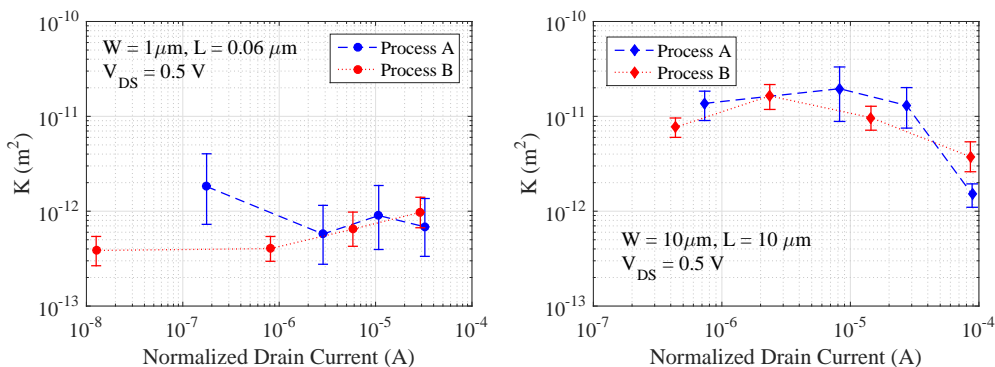 10⁻¹⁰
W = 1μm, L = 0.06 μm
V_DS = 0.5 V
Process A
Process B
10⁻¹¹
K (m²)
10⁻¹²
10⁻¹³
10⁻⁸ 10⁻⁷ 10⁻⁶ 10⁻⁵ 10⁻⁴
Normalized Drain Current (A)
10⁻¹⁰
Process A
Process B
10⁻¹¹
K (m²)
10⁻¹²
W = 10μm, L = 10 μm
V_DS = 0.5 V
10⁻¹³
10⁻⁷ 10⁻⁶ 10⁻⁵ 10⁻⁴
Normalized Drain Current (A)